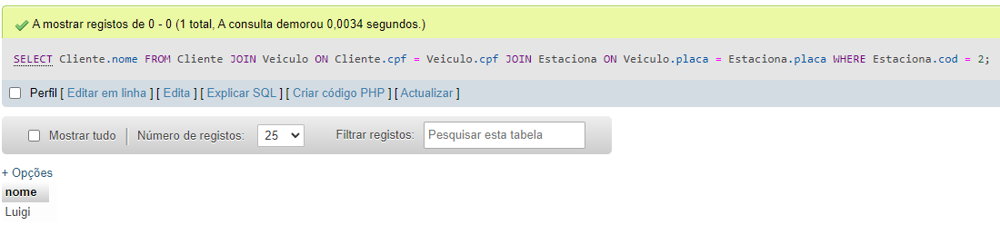 A mostrar registos de 0 - 0 (1 total, A consulta demorou 0,0034 segundos.)
SELECT Cliente.nome FROM Cliente JOIN Veiculo ON Cliente.cpf = Veiculo.cpf JOIN Estaciona ON Veiculo.placa = Estaciona.placa WHERE Estaciona.cod = 2;
Perfil [ Editar em linha ] [ Edita ] [ Explicar SQL ] [ Criar código PHP ] [ Actualizar ]
Mostrar tudo | Número de registos: 25 Filtrar registos: Pesquisar esta tabela
+ Opções
nome
Luigi